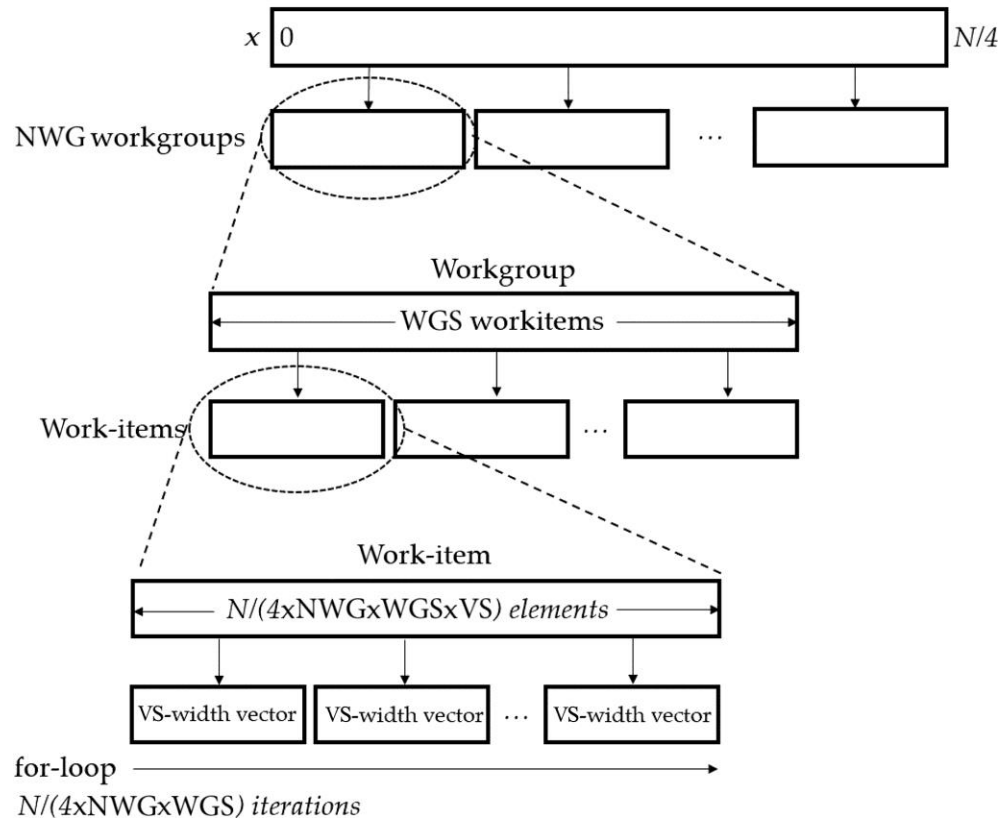 x 0 N/4
NWG workgroups ...
Workgroup
WGS workitems
Work-items ...
Work-item
N/(4xNWGxWGSxVS) elements
VS-width vector VS-width vector ... VS-width vector
for-loop
N/(4xNWGxWGS) iterations